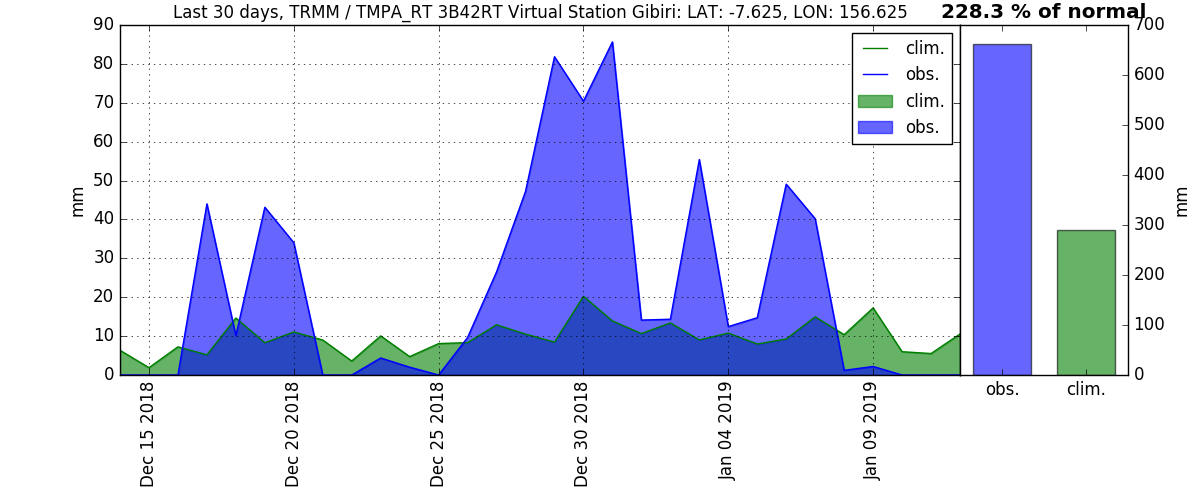 Last 30 days, TRMM / TMPA_RT 3B42RT Virtual Station Gibiri: LAT: -7.625, LON: 156.625
228.3 % of normal
90
80
70
60
50
40
30
20
10
0
mm
clim.
obs.
clim.
obs.
Dec 15 2018
Dec 20 2018
Dec 25 2018
Dec 30 2018
Jan 04 2019
Jan 09 2019
700
600
500
400
300
200
100
0
mm
obs.
clim.